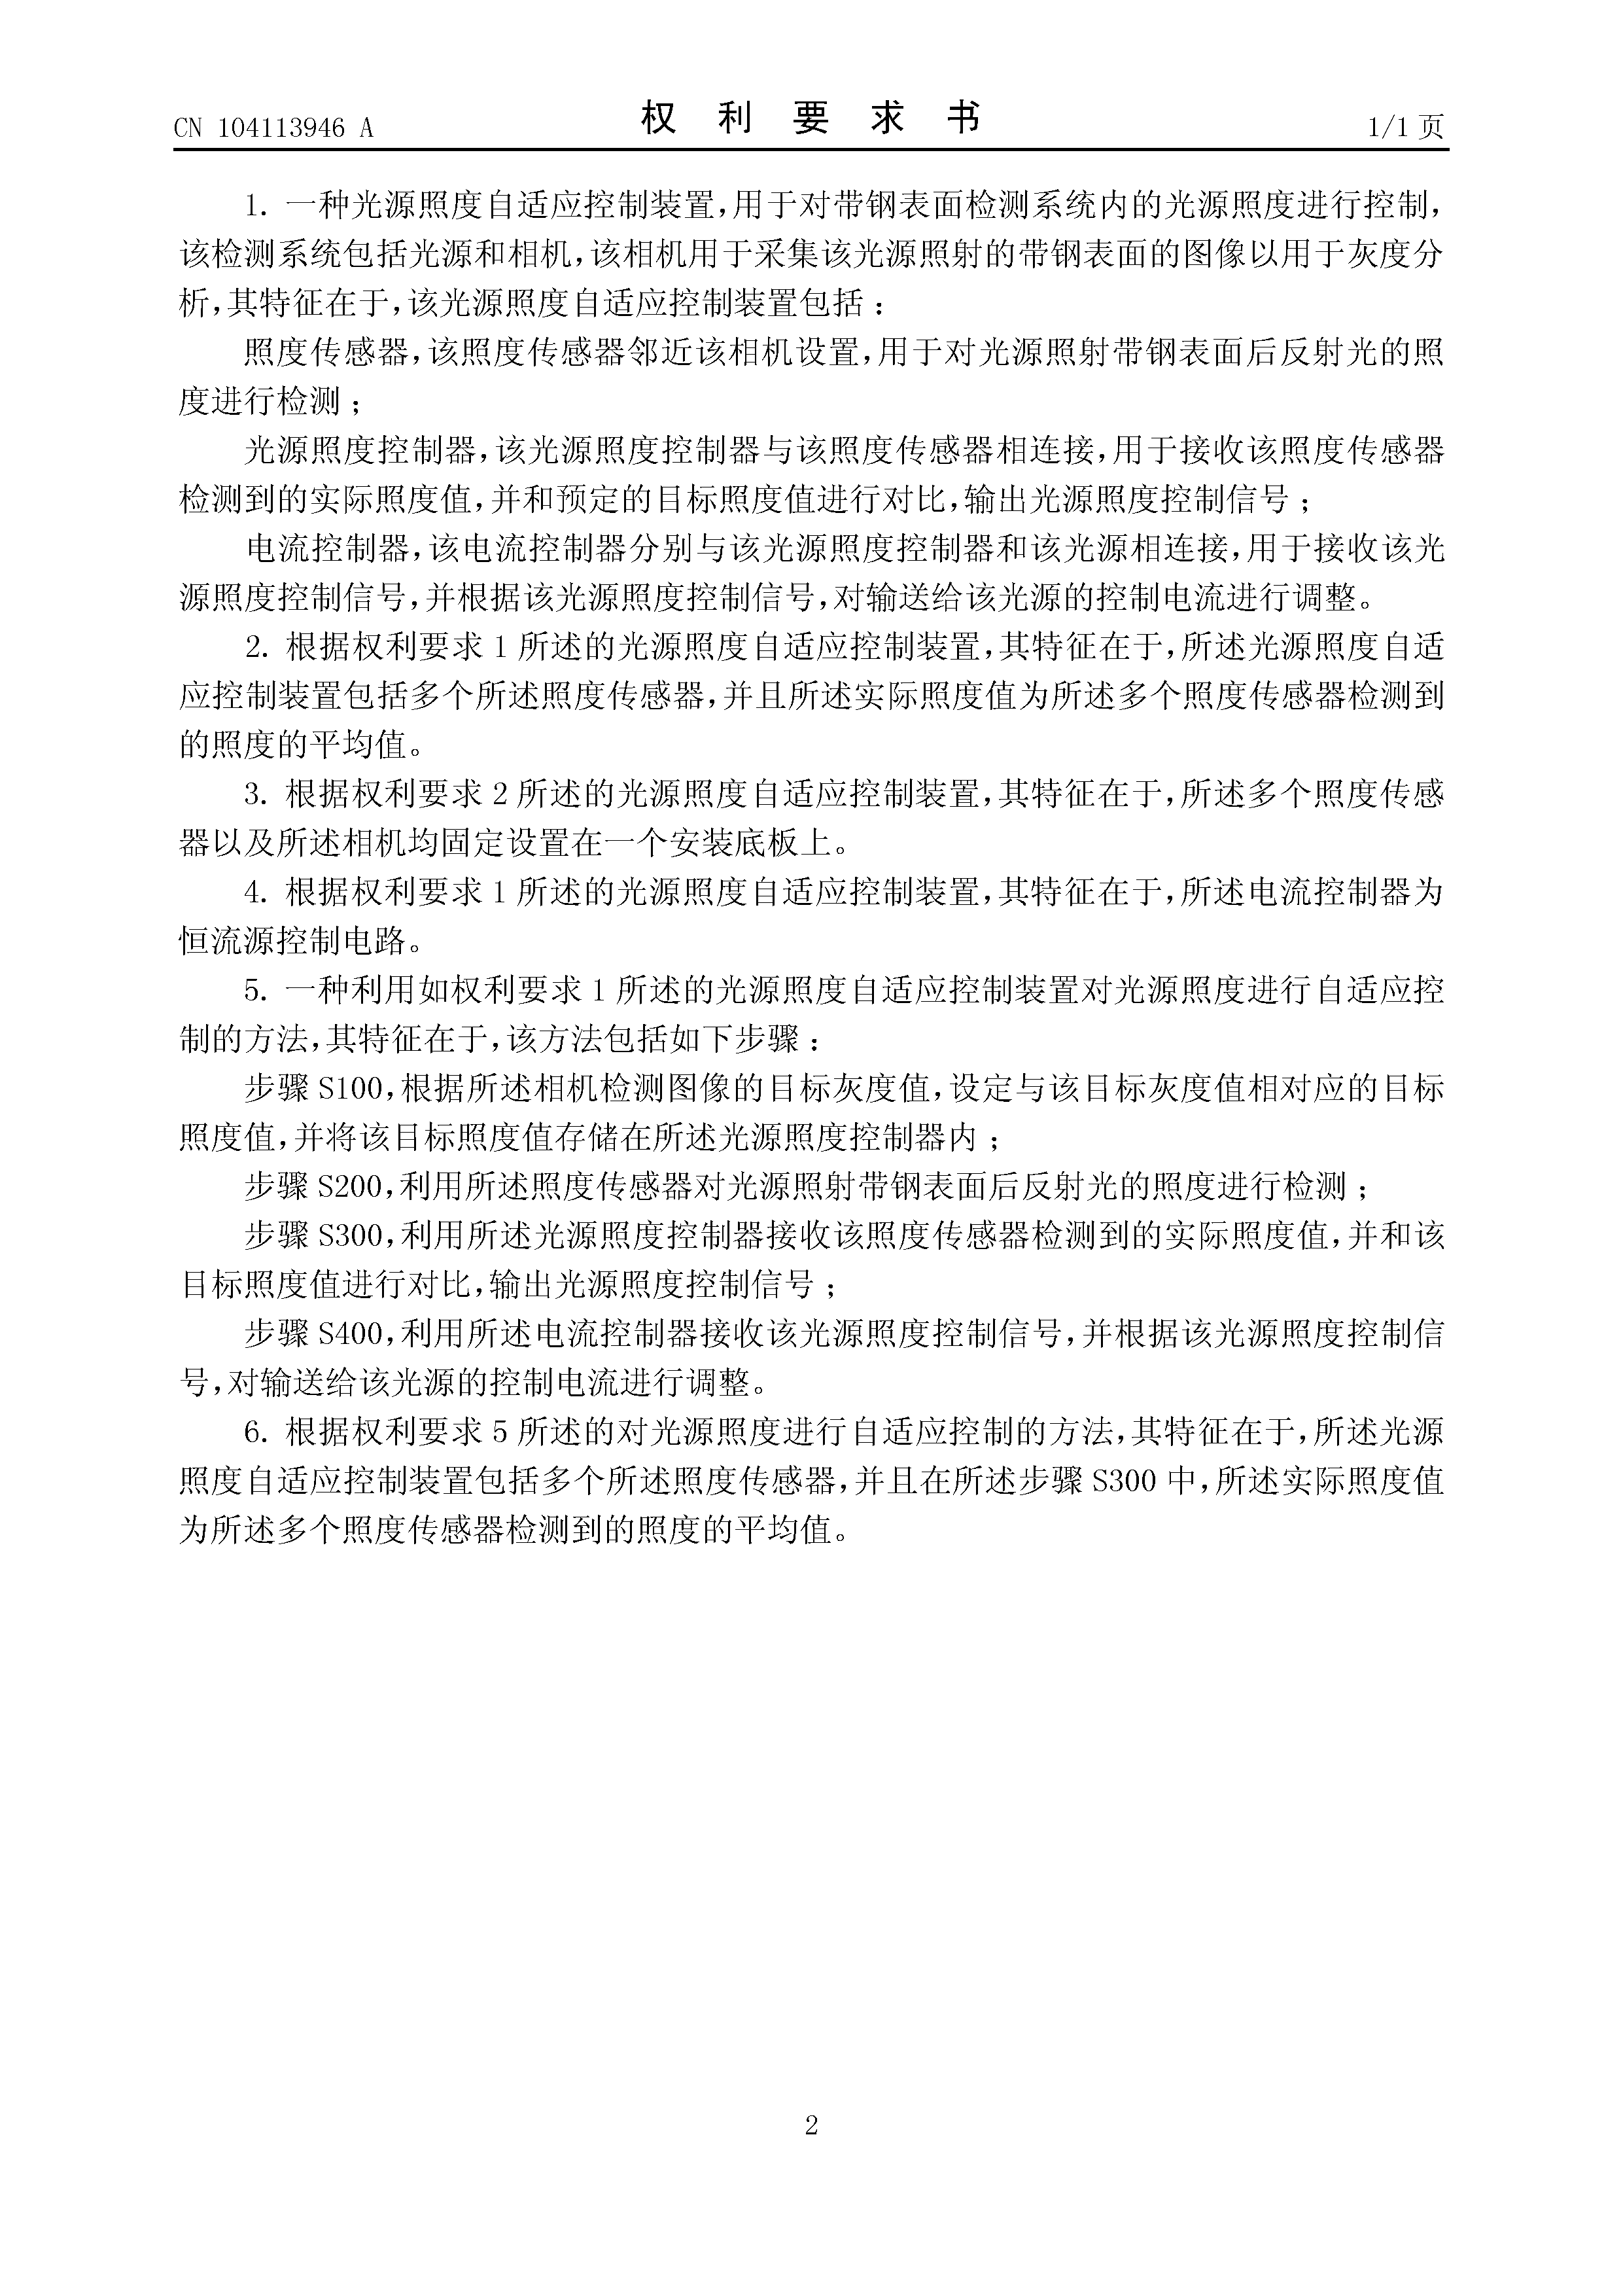 CN 104113946 A
权 利 要 求 书
1/1 页
1. 一种光源照度自适应控制装置,用于对带钢表面检测系统内的光源照度进行控制,
该检测系统包括光源和相机,该相机用于采集该光源照射的带钢表面的图像以用于灰度分
析,其特征在于,该光源照度自适应控制装置包括:
照度传感器,该照度传感器邻近该相机设置,用于对光源照射带钢表面后反射光的照
度进行检测;
光源照度控制器,该光源照度控制器与该照度传感器相连接,用于接收该照度传感器
检测到的实际照度值,并和预定的目标照度值进行对比,输出光源照度控制信号;
电流控制器,该电流控制器分别与该光源照度控制器和该光源相连接,用于接收该光
源照度控制信号,并根据该光源照度控制信号,对输送给该光源的控制电流进行调整。
2. 根据权利要求 1 所述的光源照度自适应控制装置,其特征在于,所述光源照度自适
应控制装置包括多个所述照度传感器,并且所述实际照度值为所述多个照度传感器检测到
的照度的平均值。
3. 根据权利要求 2 所述的光源照度自适应控制装置,其特征在于,所述多个照度传感
器以及所述相机均固定设置在一个安装底板上。
4. 根据权利要求 1 所述的光源照度自适应控制装置,其特征在于,所述电流控制器为
恒流源控制电路。
5. 一种利用如权利要求 1 所述的光源照度自适应控制装置对光源照度进行自适应控
制的方法,其特征在于,该方法包括如下步骤:
步骤 S100,根据所述相机检测图像的目标灰度值,设定与该目标灰度值相对应的目标
照度值,并将该目标照度值存储在所述光源照度控制器内;
步骤 S200,利用所述照度传感器对光源照射带钢表面后反射光的照度进行检测;
步骤 S300,利用所述光源照度控制器接收该照度传感器检测到的实际照度值,并和该
目标照度值进行对比,输出光源照度控制信号;
步骤 S400,利用所述电流控制器接收该光源照度控制信号,并根据该光源照度控制信
号,对输送给该光源的控制电流进行调整。
6. 根据权利要求 5 所述的对光源照度进行自适应控制的方法,其特征在于,所述光源
照度自适应控制装置包括多个所述照度传感器,并且在所述步骤 S300 中,所述实际照度值
为所述多个照度传感器检测到的照度的平均值。
2